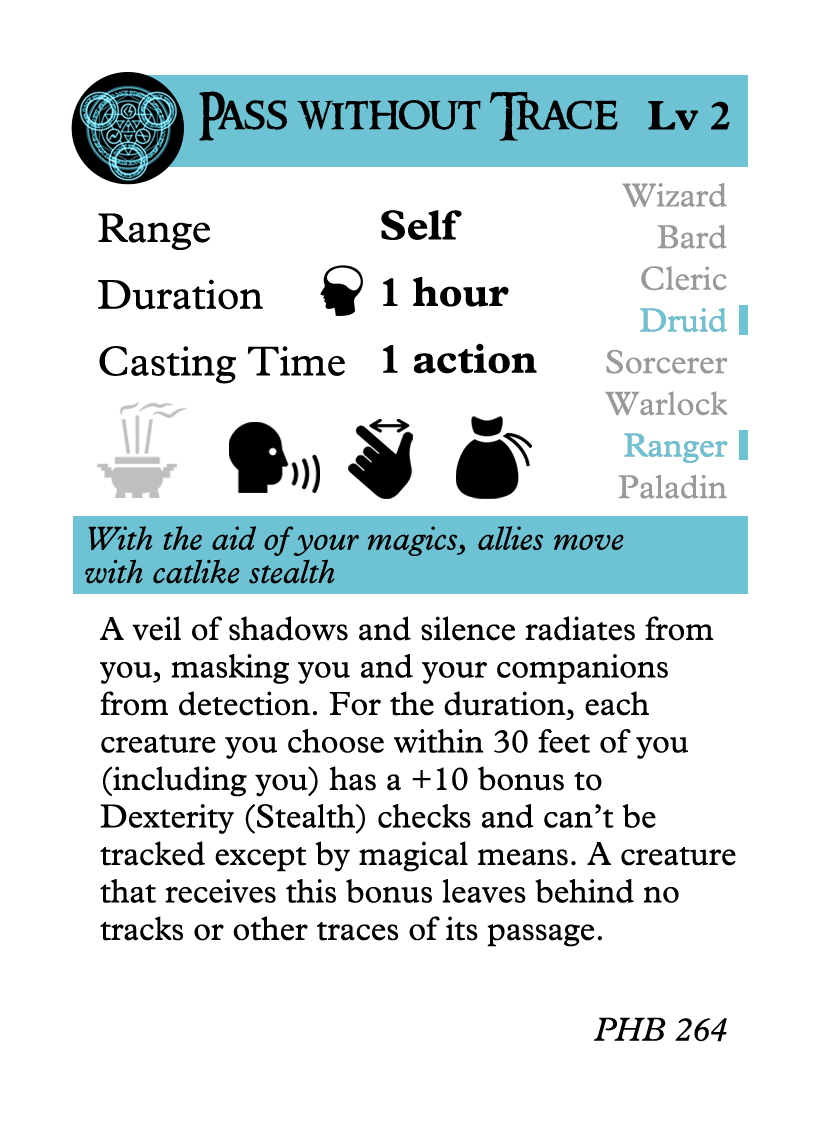 Pass without Trace Lv 2
Range Self
Duration 1 hour
Casting Time 1 action
Wizard
Bard
Cleric
Druid
Sorcerer
Warlock
Ranger
Paladin
With the aid of your magics, allies move
with catlike stealth
A veil of shadows and silence radiates from
you, masking you and your companions
from detection. For the duration, each
creature you choose within 30 feet of you
(including you) has a +10 bonus to
Dexterity (Stealth) checks and can’t be
tracked except by magical means. A creature
that receives this bonus leaves behind no
tracks or other traces of its passage.
PHB 264